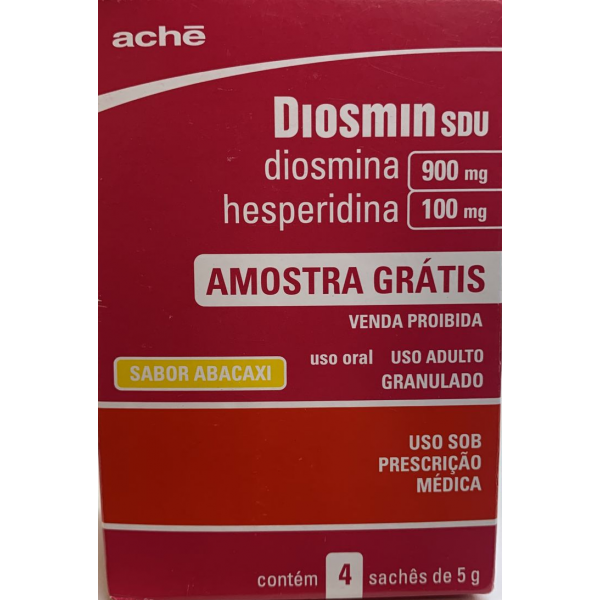 achē
DIOSMIN SDU
diosmina 900 mg
hesperidina 100 mg
AMOSTRA GRÁTIS
VENDA PROIBIDA
uso oral USO ADULTO
SABOR ABACAXI
GRANULADO
USO SOB
PRESCRIÇÃO
MÉDICA
contém 4 sachês de 5 g